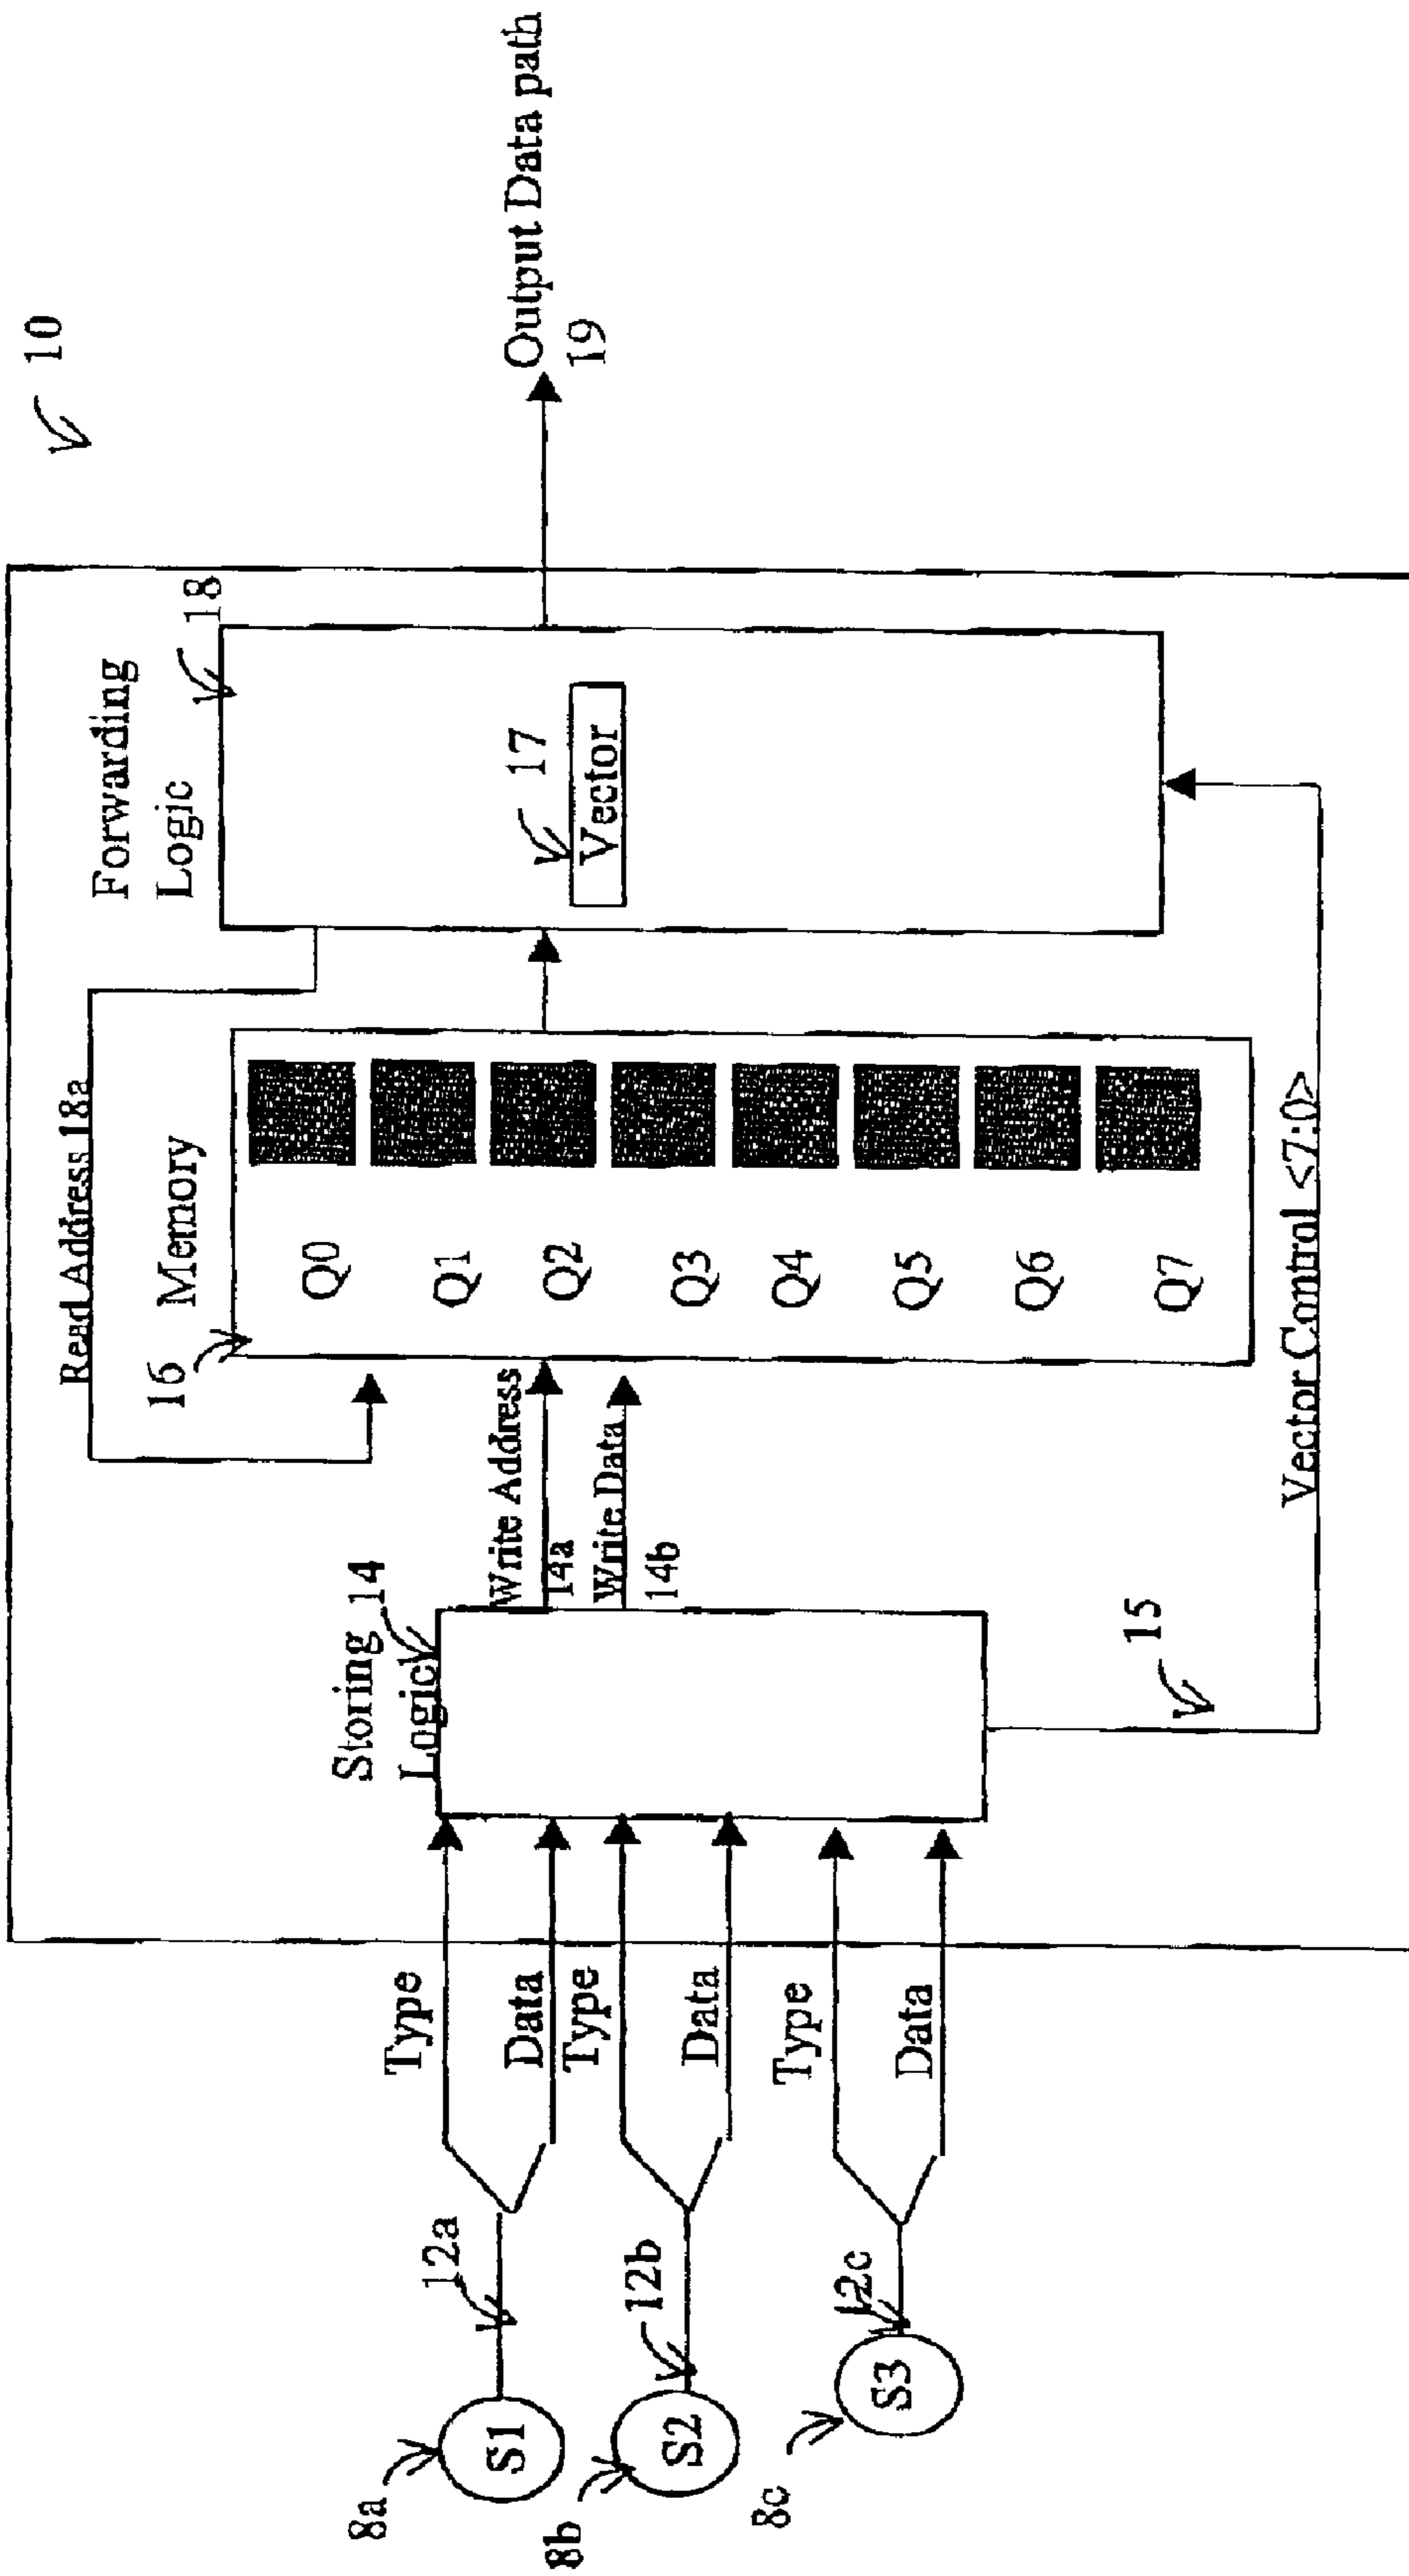 10
Forwarding
Logic
18
Read Address 18a
Memory
16
17
Vector
Output Data path
19
Q0
Q1
Q2
Q3
Q4
Q5
Q6
Q7
Storing
Logic
14
Write Address
14a
Write Data
14b
15
Vector Control <7:0>
Type
Data
Type
Data
Type
Data
12a
12b
12c
8a
S1
8b
S2
8c
S3